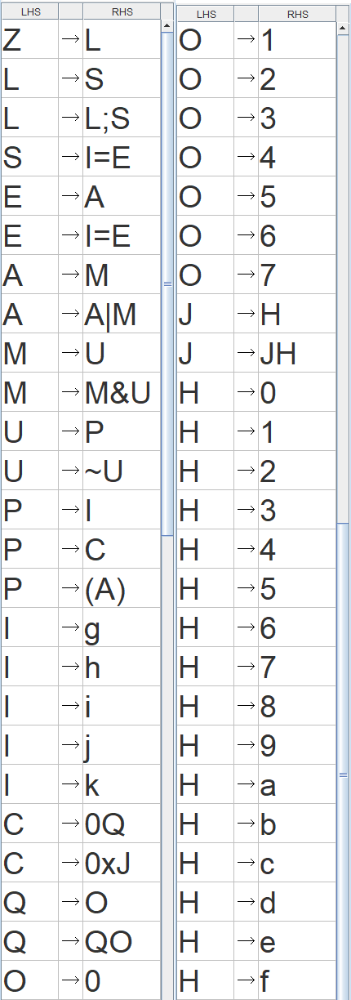 LHS RHS
Z → L
L → S
L → L;S
S → I=E
E → A
E → I=E
A → M
A → A|M
M → U
M → M&U
U → P
U → ~U
P → I
P → C
P → (A)
I → g
I → h
I → i
I → j
I → k
C → 0Q
C → 0xJ
Q → O
Q → QO
O → 0
LHS RHS
O → 1
O → 2
O → 3
O → 4
O → 5
O → 6
O → 7
J → H
J → JH
H → 0
H → 1
H → 2
H → 3
H → 4
H → 5
H → 6
H → 7
H → 8
H → 9
H → a
H → b
H → c
H → d
H → e
H → f